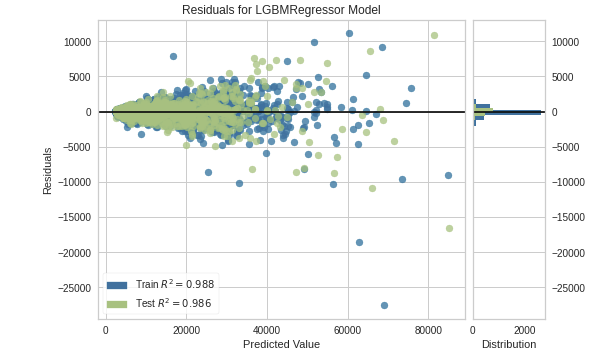 Residuals for LGBMRegressor Model
Residuals
10000
5000
0
−5000
−10000
−15000
−20000
−25000
Train R² = 0.988
Test R² = 0.986
0 20000 40000 60000 80000
Predicted Value
10000
5000
0
−5000
−10000
−15000
−20000
−25000
0 2000
Distribution